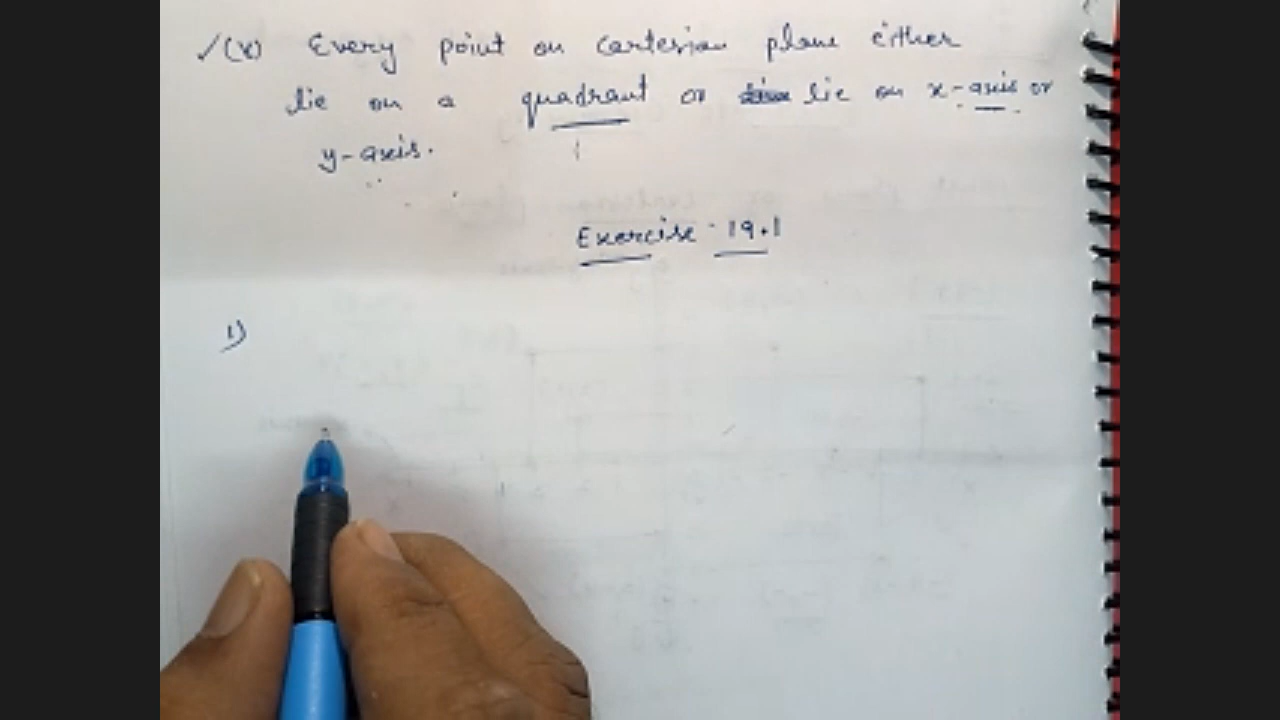 ✓(v) Every point on cartesian plane either
lie on a quadrant or lie on x-axis or
y-axis.
Exercise - 19.1
1)